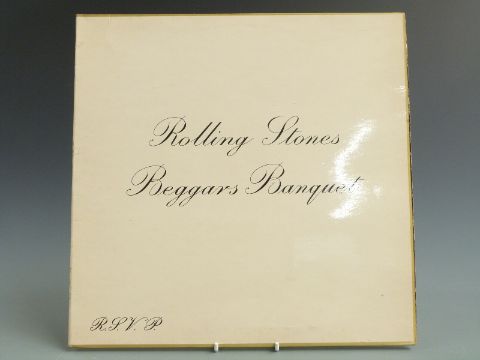 Rolling Stones
Beggars Banquet
R.S.V.P.